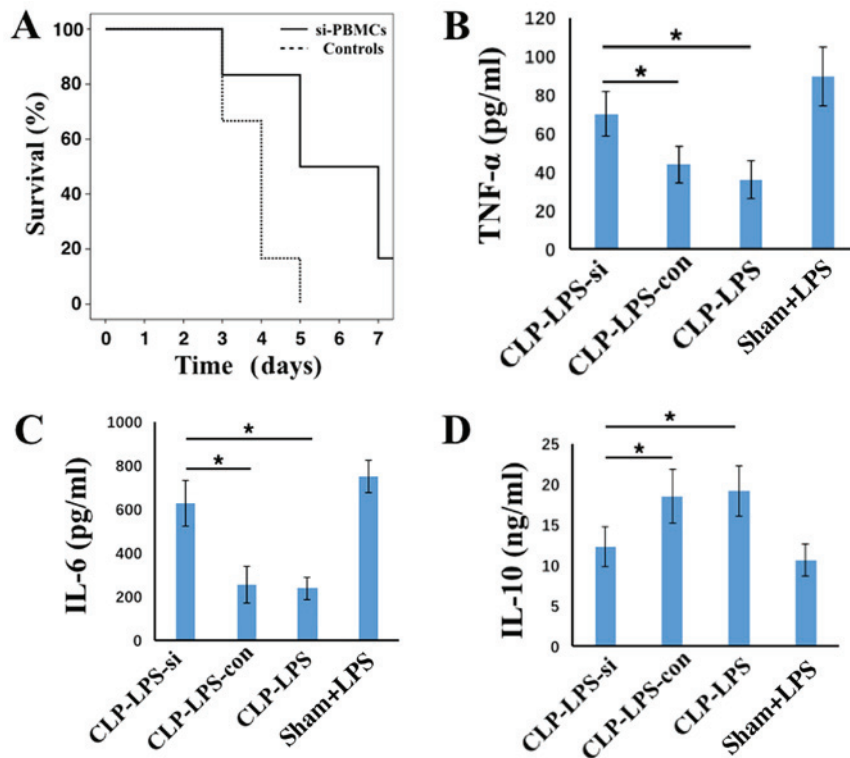 A
si-PBMCs
Controls
Survival (%)
100
80
60
40
20
0
0 1 2 3 4 5 6 7
Time (days)
B
TNF-α (pg/ml)
120
100
80
60
40
20
0
*
*
CLP-LPS-si
CLP-LPS-con
CLP-LPS
Sham+LPS
C
IL-6 (pg/ml)
1000
800
600
400
200
0
*
*
CLP-LPS-si
CLP-LPS-con
CLP-LPS
Sham+LPS
D
IL-10 (ng/ml)
25
20
15
10
5
0
*
*
CLP-LPS-si
CLP-LPS-con
CLP-LPS
Sham+LPS